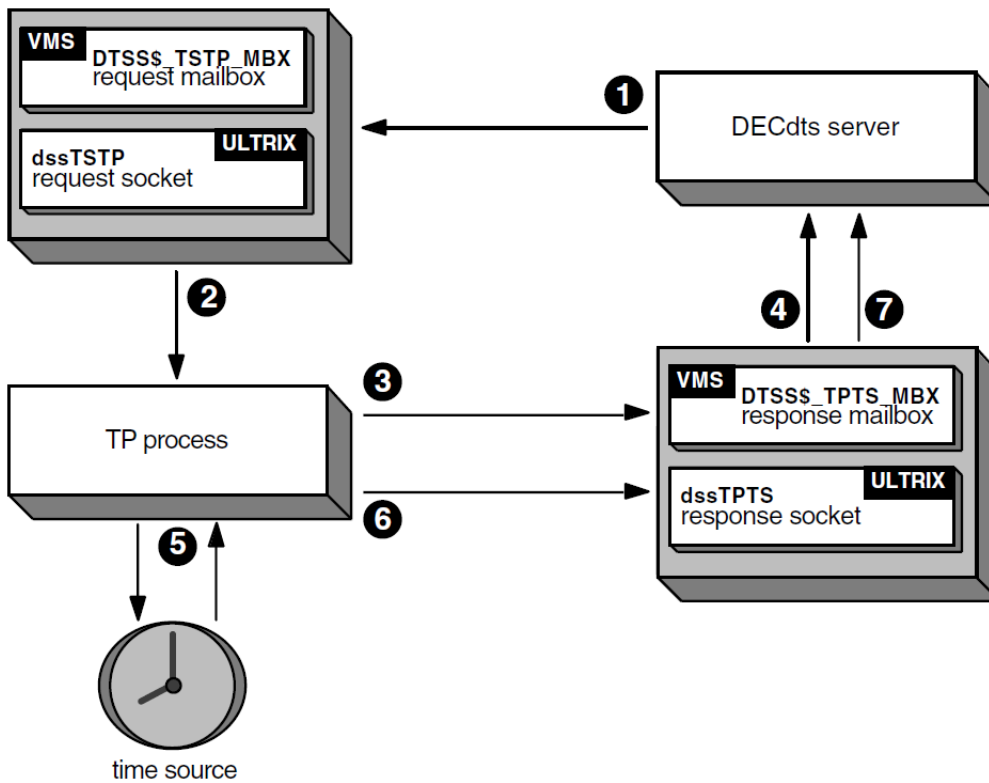 VMS
DTSS$_TSTP_MBX
request mailbox
ULTRIX
dssTSTP
request socket
1
DECdts server
2
4
7
3
VMS
DTSS$_TPTS_MBX
response mailbox
TP process
ULTRIX
dssTPTS
response socket
6
5
time source